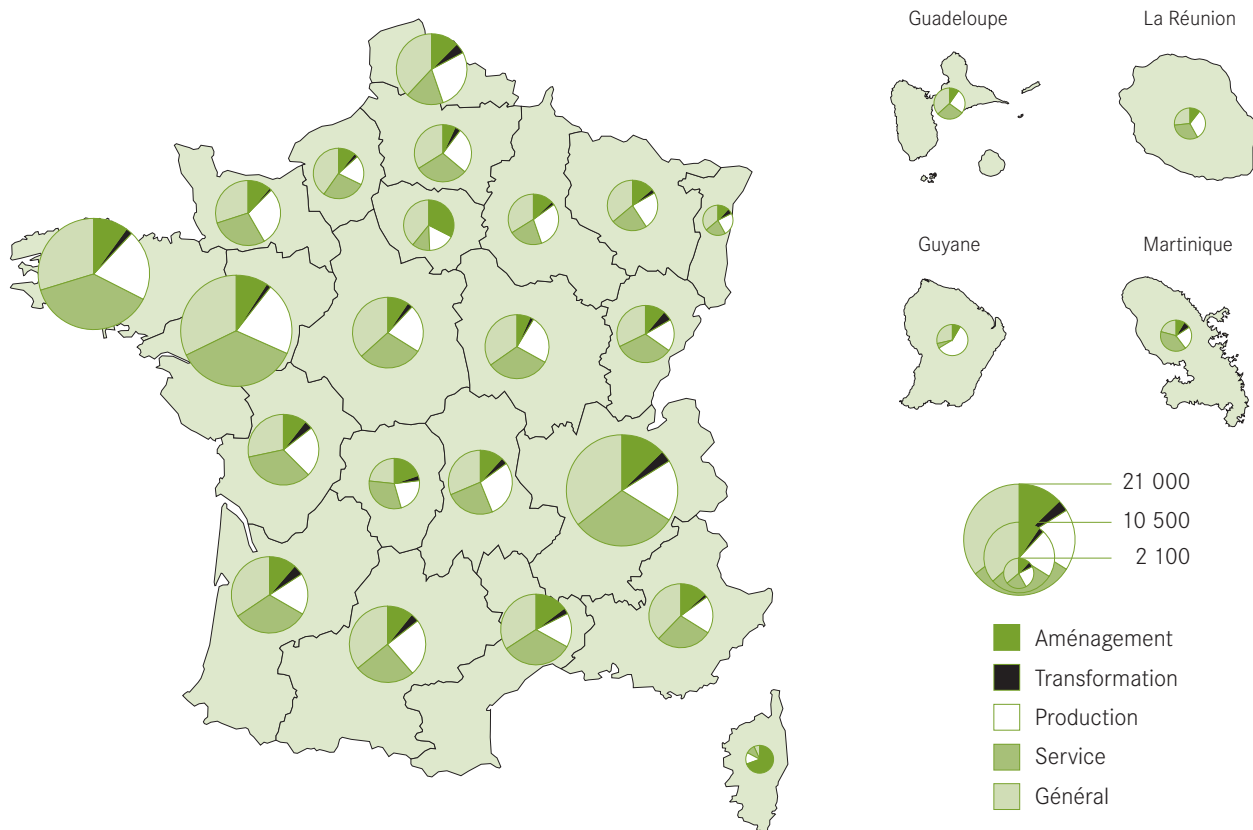 Guadeloupe
La Réunion
Guyane
Martinique
21 000
10 500
2 100
Aménagement
Transformation
Production
Service
Général